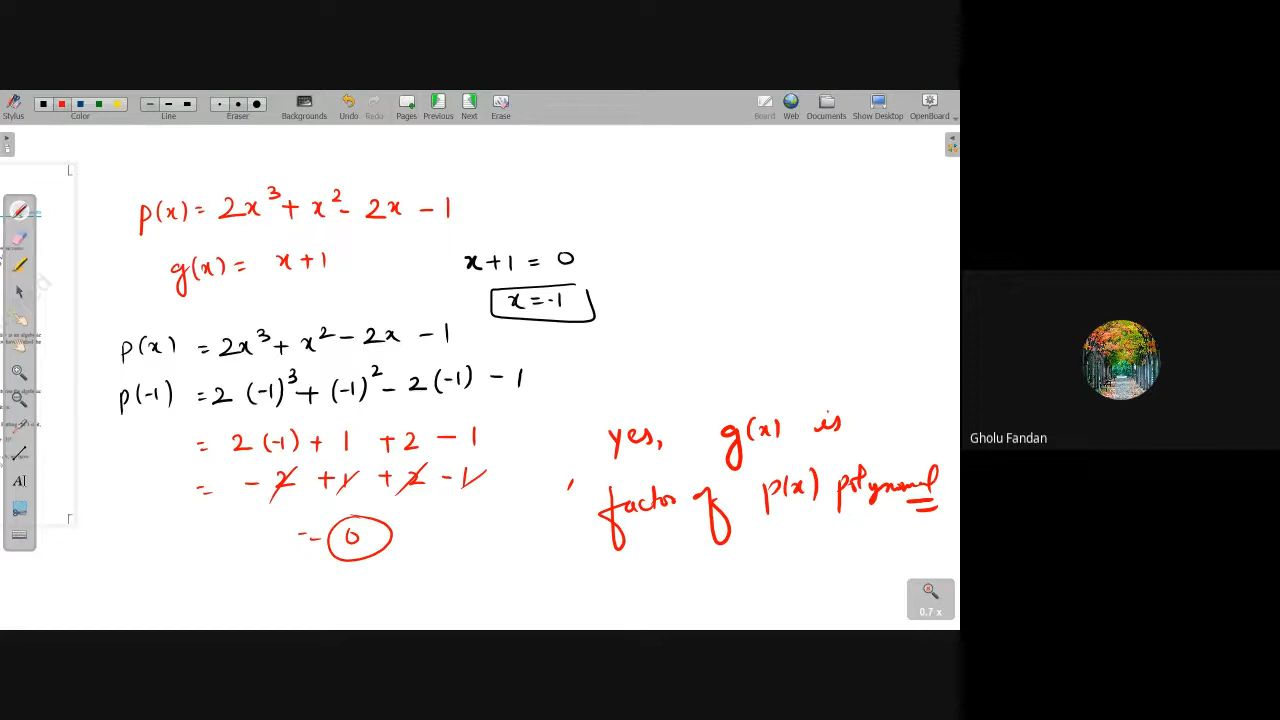 Stylus Color Line Eraser Backgrounds Undo Redo Pages Previous Next Erase Board Web Documents Show Desktop OpenBoard
p(x) = 2x³ + x² - 2x - 1
g(x) = x + 1
x + 1 = 0
x = -1
p(x) = 2x³ + x² - 2x - 1
p(-1) = 2(-1)³ + (-1)² - 2(-1) - 1
= 2(-1) + 1 + 2 - 1
= -2 + 1 + 2 - 1
= 0
yes, g(x) is
factor of p(x) polynomial
Gholu Fandan
0.7 x